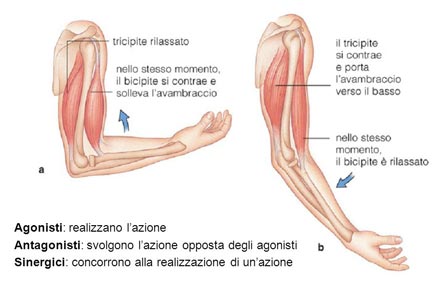 tricipite rilassato
nello stesso momento,
il bicipite si contrae e
solleva l'avambraccio
a
il tricipite
si contrae
e porta
l'avambraccio
verso il basso
nello stesso
momento,
il bicipite è rilassato
b
Agonisti: realizzano l'azione
Antagonisti: svolgono l'azione opposta degli agonisti
Sinergici: concorrono alla realizzazione di un'azione